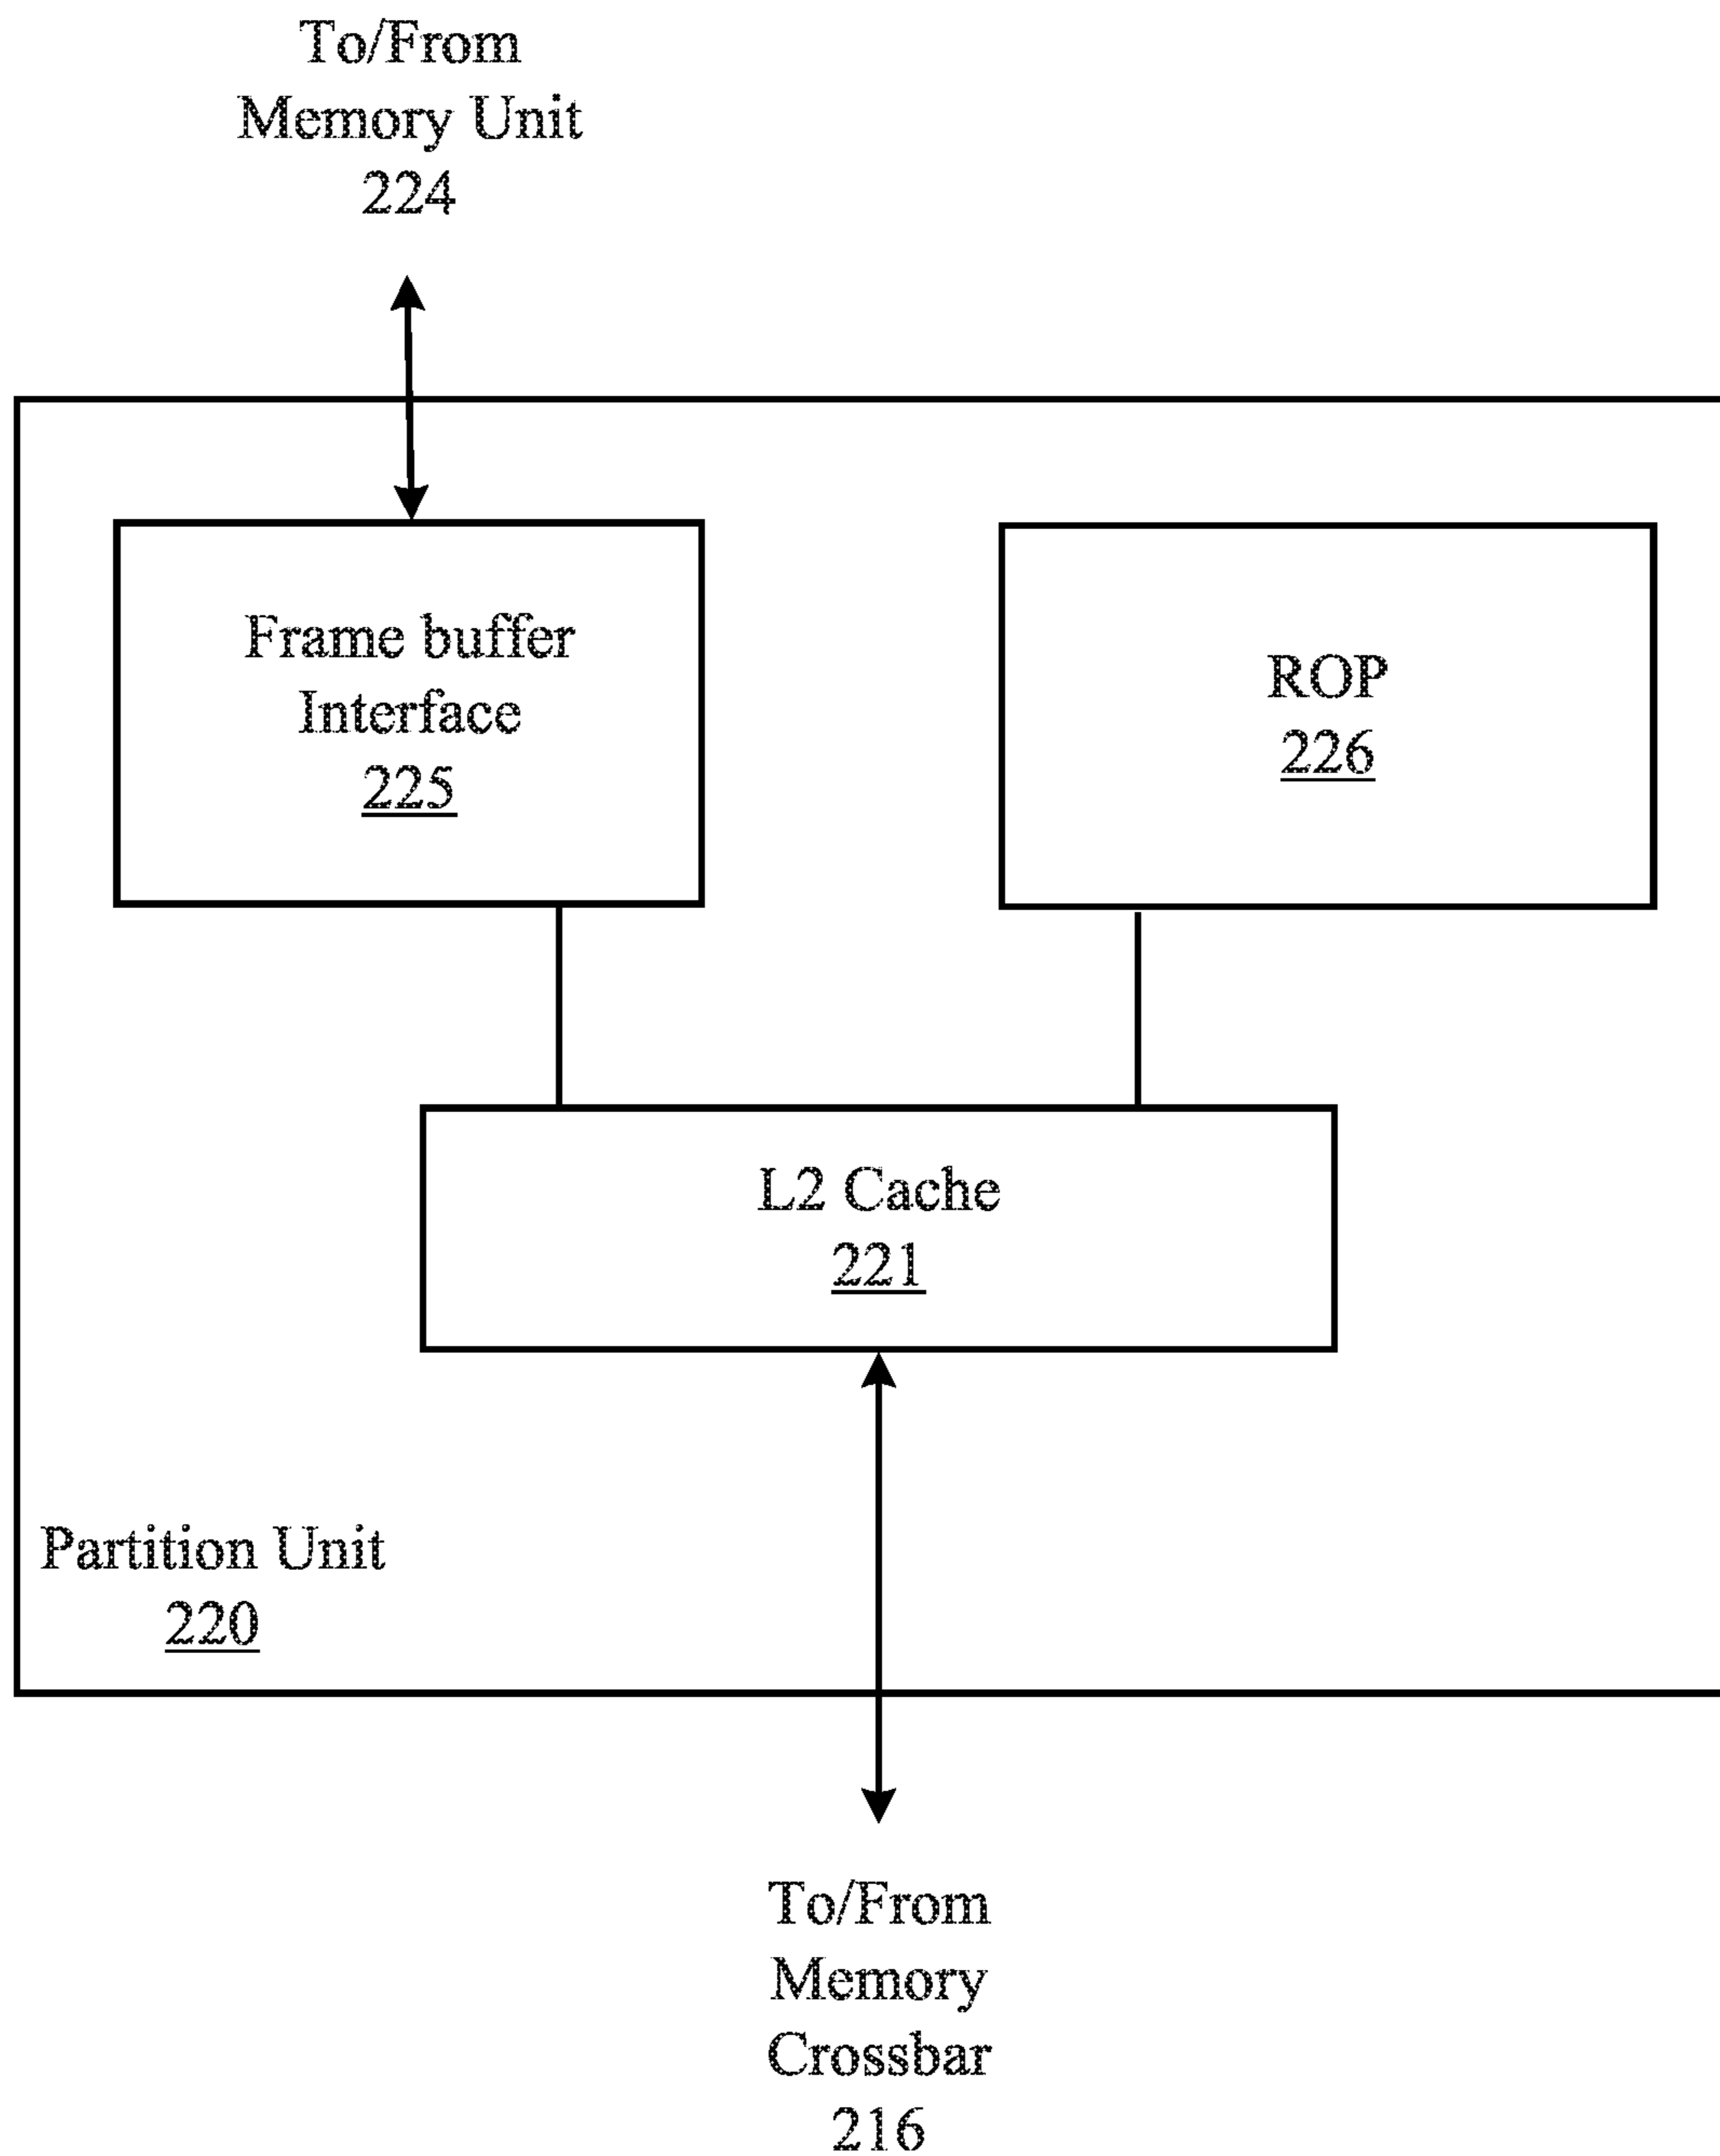 To/From
Memory Unit
224
Frame buffer
Interface
225
ROP
226
L2 Cache
221
Partition Unit
220
To/From
Memory
Crossbar
216